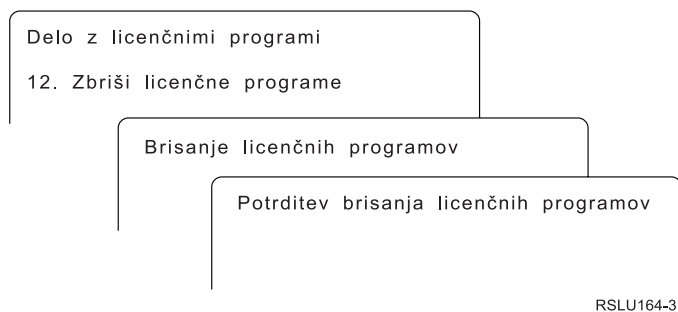 Delo z licenčnimi programi
12. Zbriši licenčne programe
Brisanje licenčnih programov
Potrditev brisanja licenčnih programov
RSLU164-3